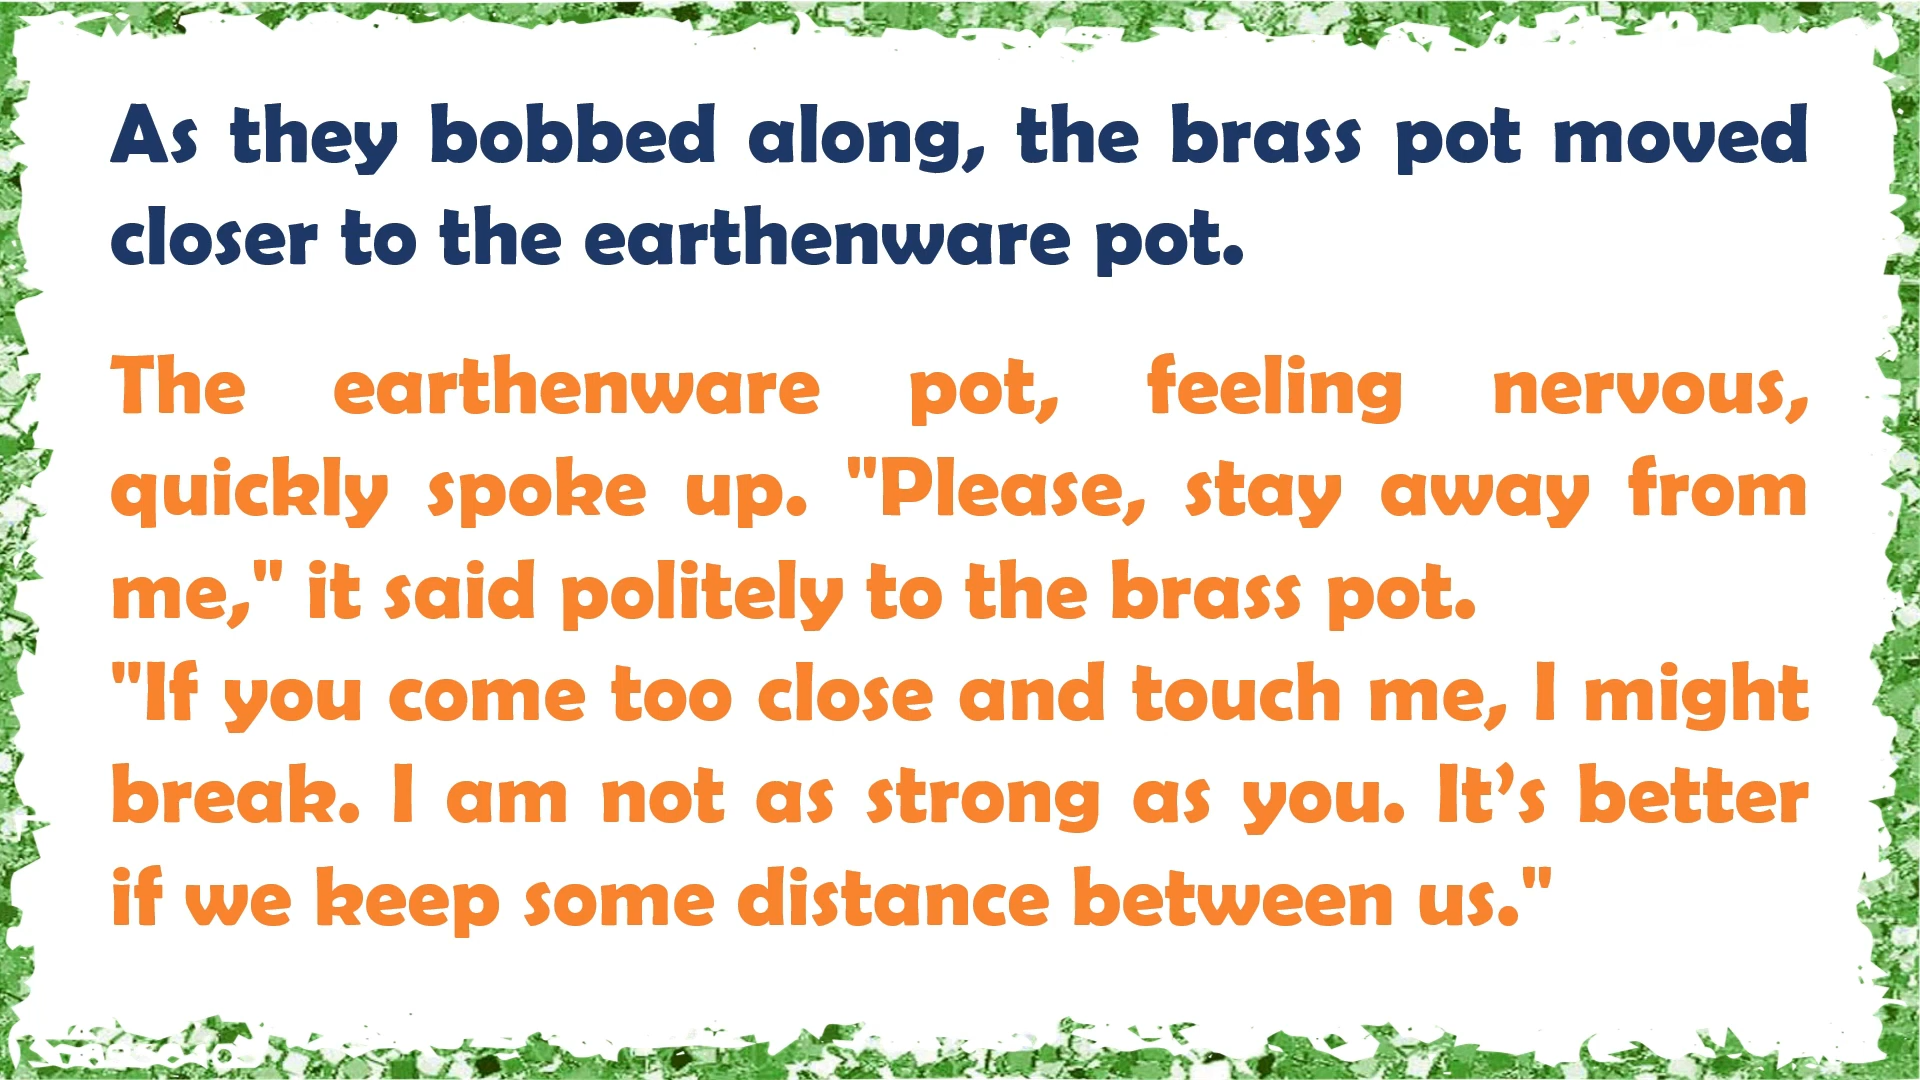 As they bobbed along, the brass pot moved
closer to the earthenware pot.
The earthenware pot, feeling nervous,
quickly spoke up. "Please, stay away from
me," it said politely to the brass pot.
"If you come too close and touch me, I might
break. I am not as strong as you. It’s better
if we keep some distance between us."